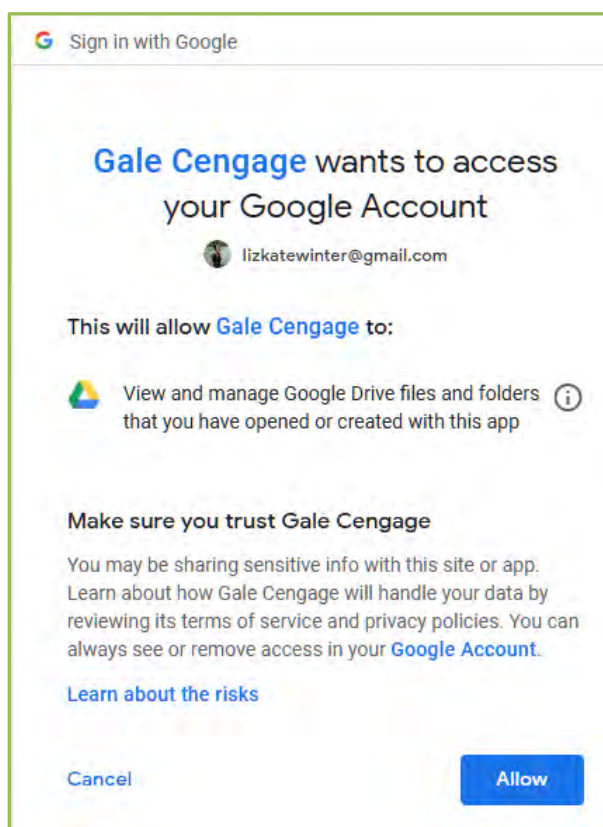 Sign in with Google
Gale Cengage wants to access
your Google Account
lizkatewinter@gmail.com
This will allow Gale Cengage to:
View and manage Google Drive files and folders
that you have opened or created with this app
Make sure you trust Gale Cengage
You may be sharing sensitive info with this site or app.
Learn about how Gale Cengage will handle your data by
reviewing its terms of service and privacy policies. You can
always see or remove access in your Google Account.
Learn about the risks
Cancel
Allow